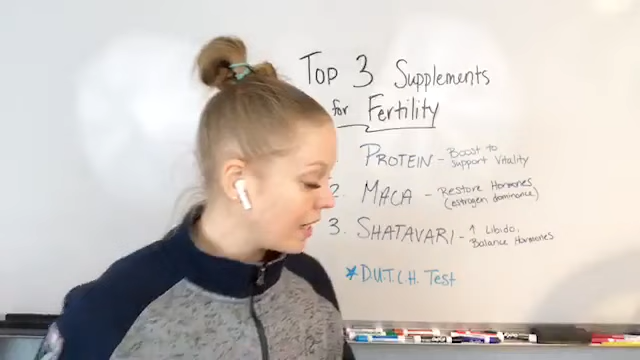 Top 3 Supplements
for Fertility
PROTEIN - Boost to
Support Vitality
2. MACA - Restore Hormones
(estrogen dominance)
3. SHATAVARI - ↑ Libido,
Balance Hormones
*D.U.T.C.H. Test